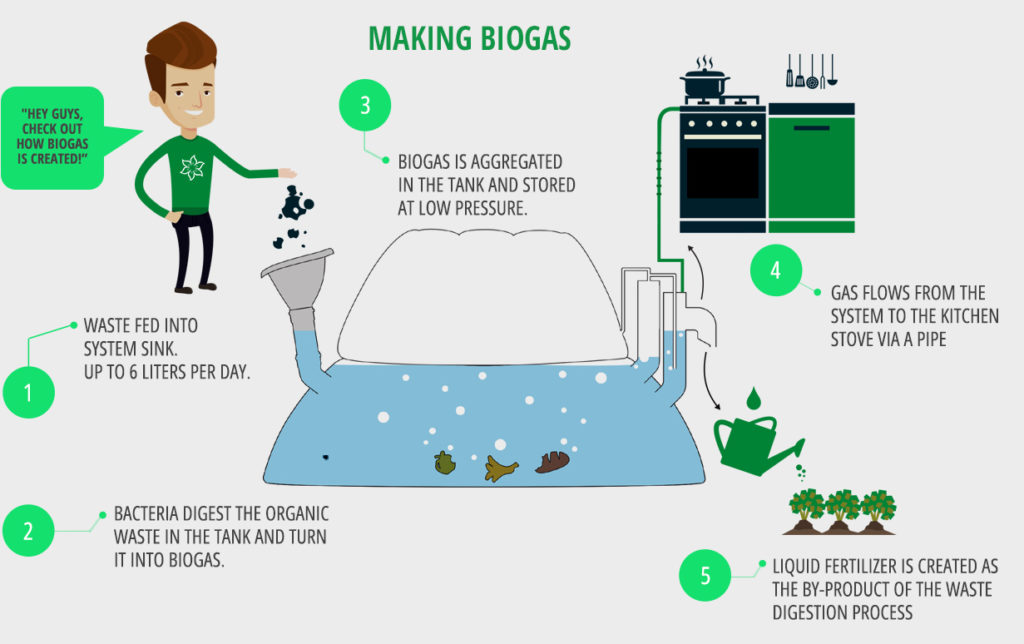 MAKING BIOGAS
"HEY GUYS,
CHECK OUT
HOW BIOGAS
IS CREATED!"
1
WASTE FED INTO
SYSTEM SINK.
UP TO 6 LITERS PER DAY.
2
BACTERIA DIGEST THE ORGANIC
WASTE IN THE TANK AND TURN
IT INTO BIOGAS.
3
BIOGAS IS AGGREGATED
IN THE TANK AND STORED
AT LOW PRESSURE.
4
GAS FLOWS FROM THE
SYSTEM TO THE KITCHEN
STOVE VIA A PIPE
5
LIQUID FERTILIZER IS CREATED AS
THE BY-PRODUCT OF THE WASTE
DIGESTION PROCESS